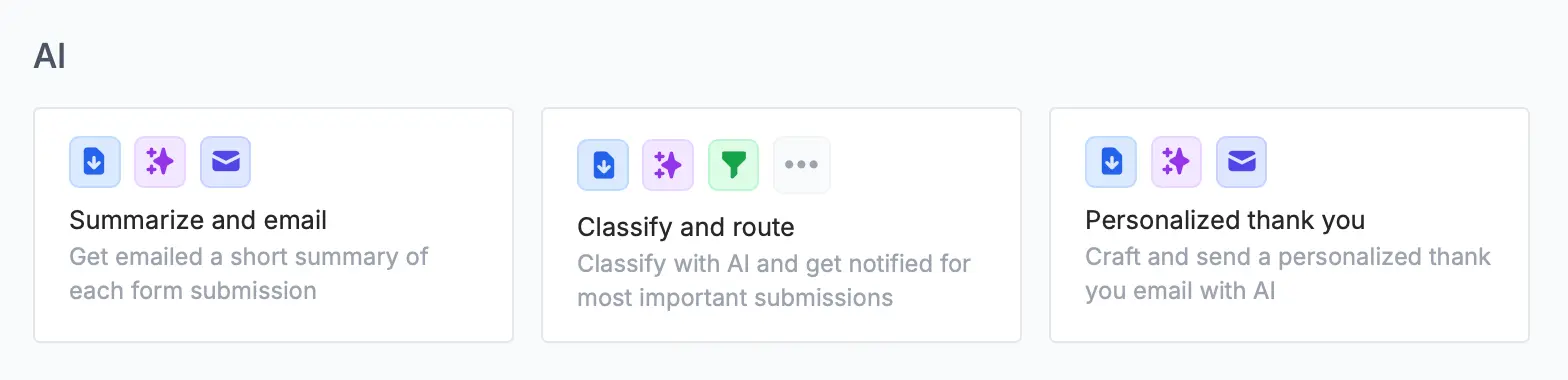 AI
Summarize and email
Get emailed a short summary of
each form submission
Classify and route
Classify with AI and get notified for
most important submissions
Personalized thank you
Craft and send a personalized thank
you email with AI